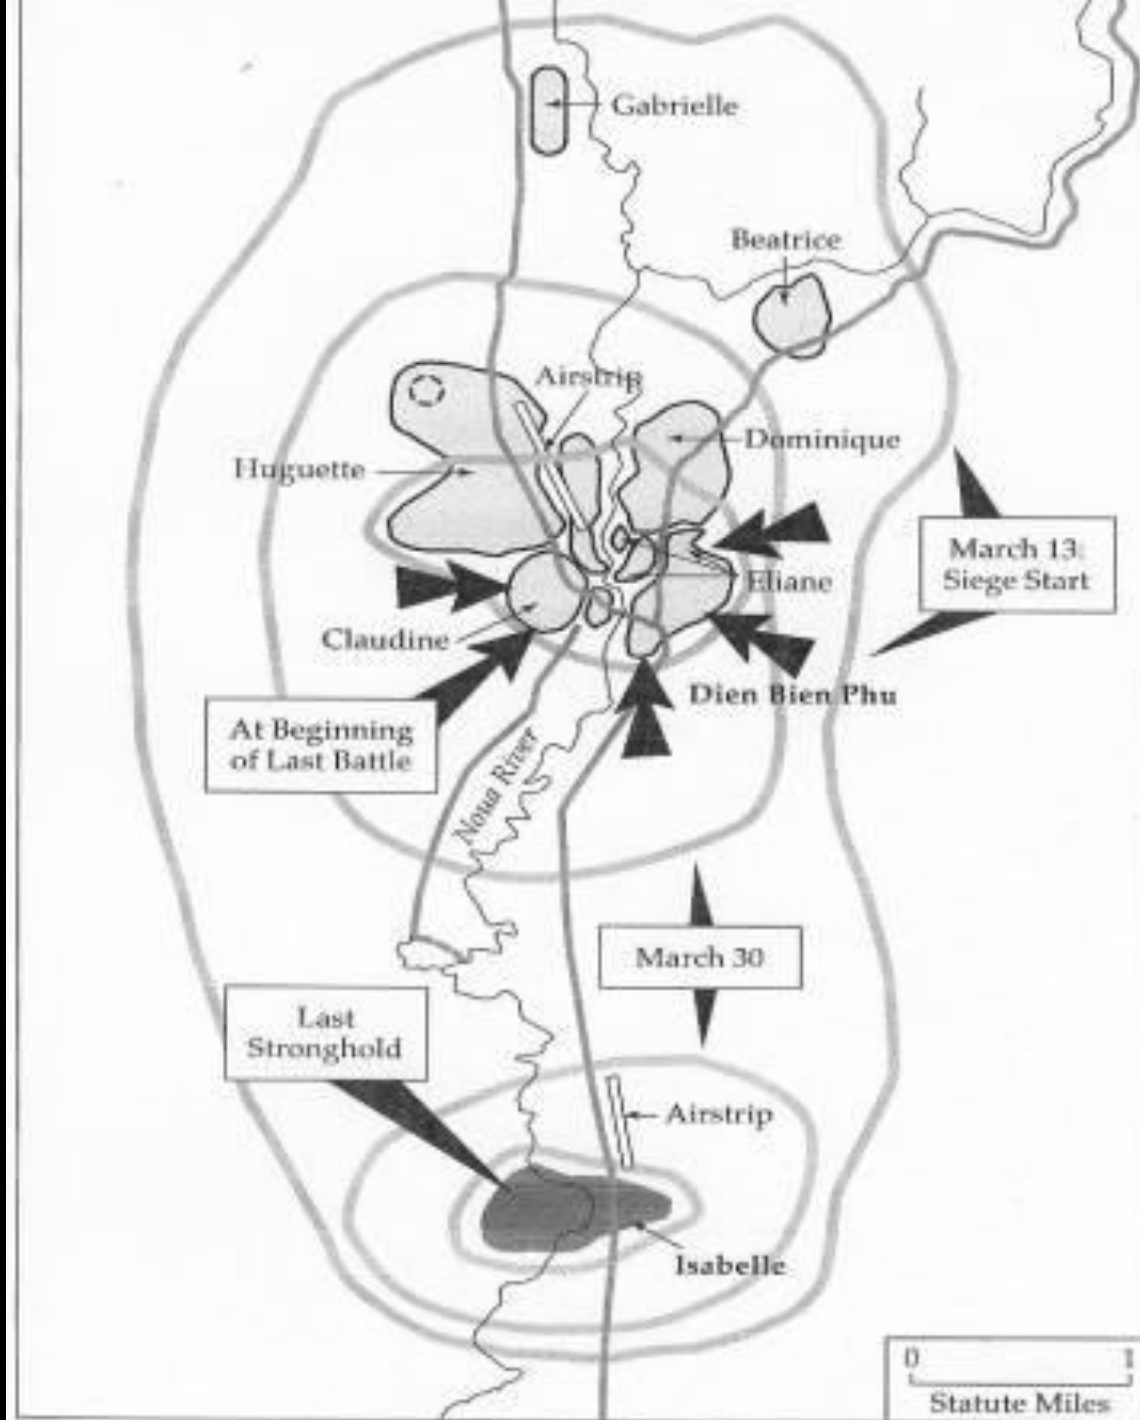 Gabrielle
Beatrice
Airstrip
Dominique
Huguette
March 13:
Siege Start
Eliane
Claudine
Dien Bien Phu
At Beginning
of Last Battle
Noua River
March 30
Last
Stronghold
Airstrip
Isabelle
0 1
Statute Miles